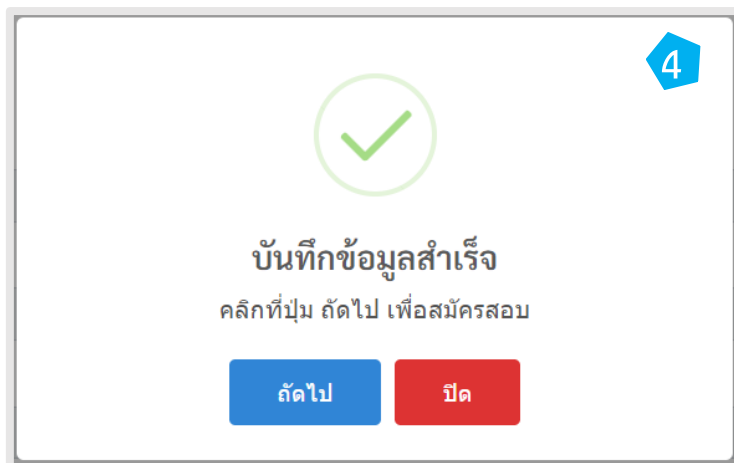 4
บันทึกข้อมูลสำเร็จ
คลิกที่ปุ่ม ถัดไป เพื่อสมัครสอบ
ถัดไป
ปิด